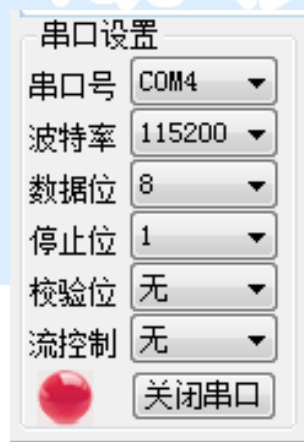 串口设置
串口号 COM4
波特率 115200
数据位 8
停止位 1
校验位 无
流控制 无
关闭串口